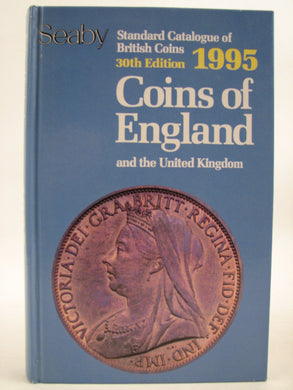 Seaby
Standard Catalogue of
British Coins
30th Edition 1995
Coins of
England
and the United Kingdom
VICTORIA·DEI·GRA·BRITT·REGINA·FID·DEF·IND·IMP·